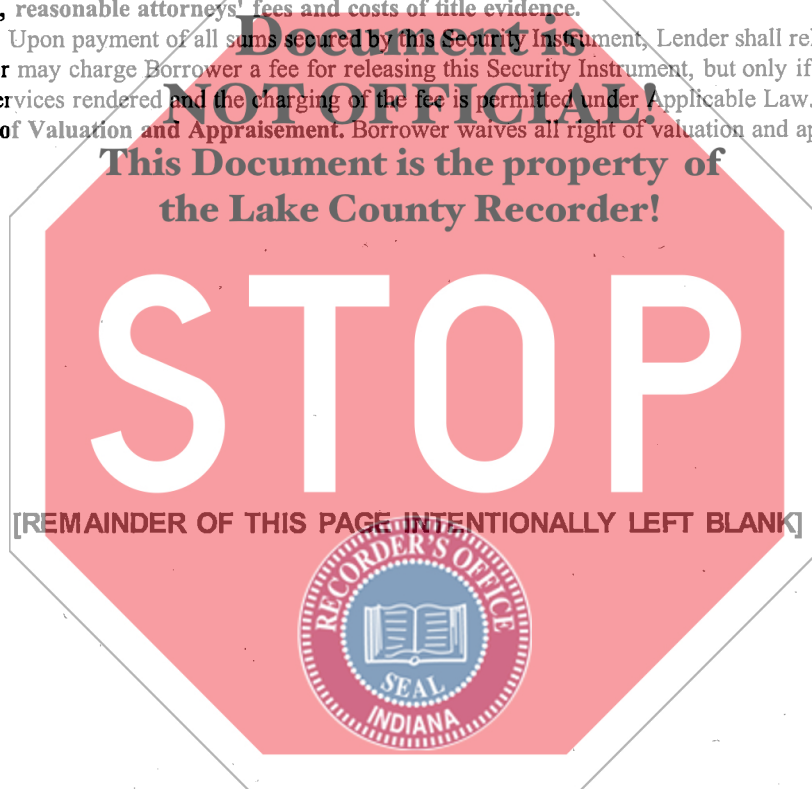 , reasonable attorneys' fees and costs of title evidence.
Document is
Upon payment of all sums secured by this Security Instrument, Lender shall rel
r may charge Borrower a fee for releasing this Security Instrument, but only if
NOT OFFICIAL!
ervices rendered and the charging of the fee is permitted under Applicable Law.
of Valuation and Appraisement. Borrower waives all right of valuation and ap
This Document is the property of
the Lake County Recorder!
STOP
[REMAINDER OF THIS PAGE INTENTIONALLY LEFT BLANK]
RECORDER'S OFFICE
SEAL
INDIANA